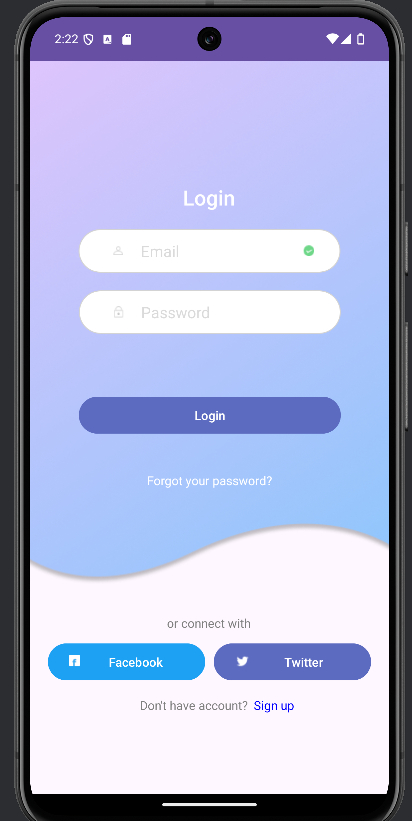 2:22
Login
Email
Password
Login
Forgot your password?
or connect with
Facebook Twitter
Don't have account? Sign up